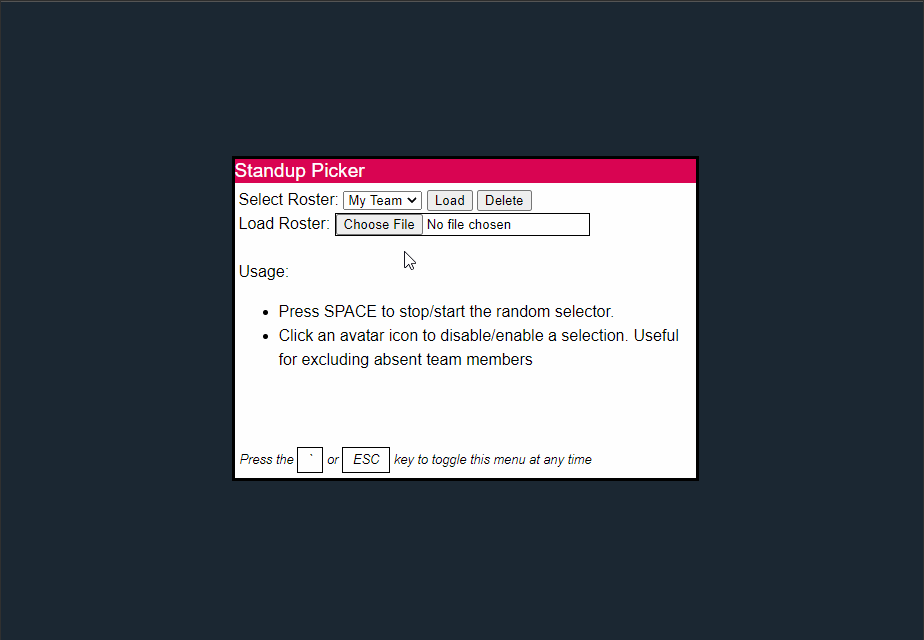 Standup Picker
Select Roster: My Team Load Delete
Load Roster: Choose File No file chosen
Usage:
Press SPACE to stop/start the random selector.
Click an avatar icon to disable/enable a selection. Useful
for excluding absent team members
Press the ` or ESC key to toggle this menu at any time